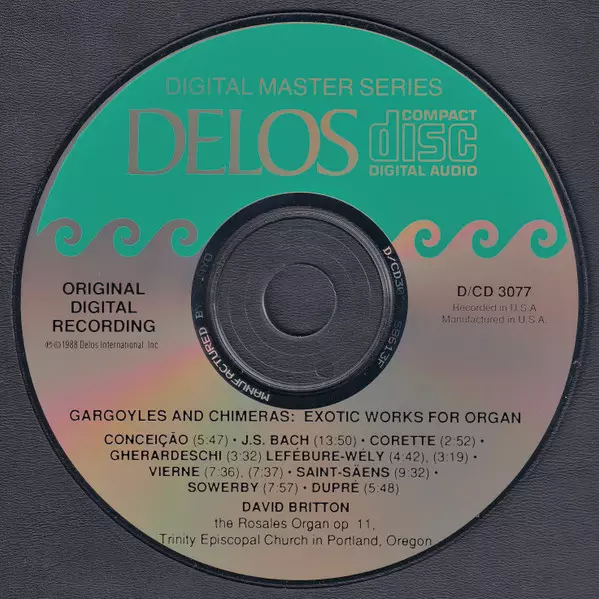 DIGITAL MASTER SERIES
DELOS
COMPACT
disc
DIGITAL AUDIO
ORIGINAL
DIGITAL
RECORDING
℗ © 1988 Delos International, Inc.
D/CD 3077
Recorded in U.S.A.
Manufactured in U.S.A.
MANUFACTURED BY
GARGOYLES AND CHIMERAS: EXOTIC WORKS FOR ORGAN
CONCEIÇÃO (5:47) • J.S. BACH (13:50) • CORETTE (2:52) •
GHERARDESCHI (3:32) LEFÉBURE-WÉLY (4:42), (3:19) •
VIERNE (7:36), (7:37) • SAINT-SÄENS (9:32) •
SOWERBY (7:57) • DUPRÉ (5:48)
DAVID BRITTON
the Rosales Organ op. 11,
Trinity Episcopal Church in Portland, Oregon